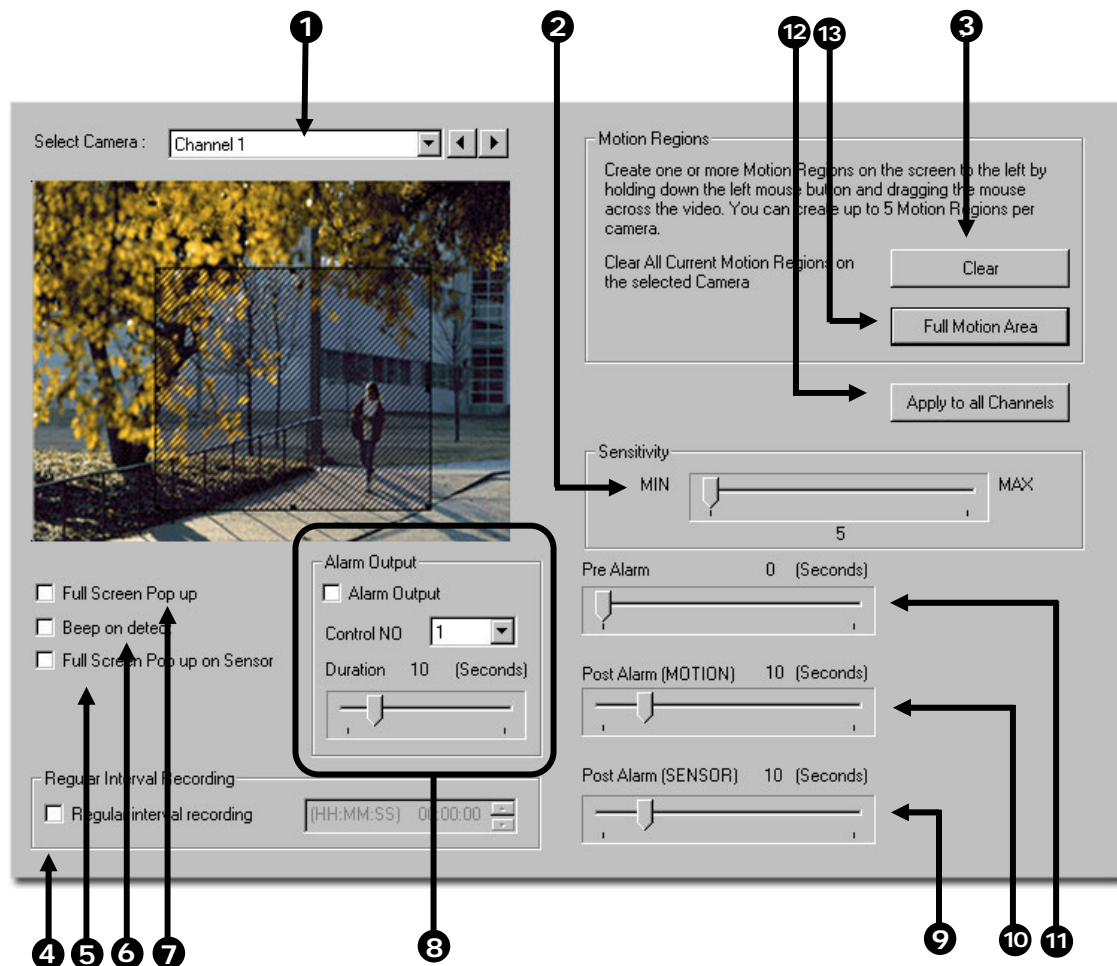 1
2
12
13
3
Select Camera :
Channel 1
Motion Regions
Create one or more Motion Regions on the screen to the left by
holding down the left mouse button and dragging the mouse
across the video. You can create up to 5 Motion Regions per
camera.
Clear All Current Motion Regions on
the selected Camera
Clear
Full Motion Area
Apply to all Channels
Sensitivity
MIN
MAX
5
Full Screen Pop up
Beep on detect
Full Screen Pop up on Sensor
Alarm Output
Alarm Output
Control NO
1
Duration 10 (Seconds)
Pre Alarm 0 (Seconds)
Post Alarm (MOTION) 10 (Seconds)
Post Alarm (SENSOR) 10 (Seconds)
Regular Interval Recording
Regular interval recording
(HH:MM:SS) 00:00:00
4
5
6
7
8
9
10
11